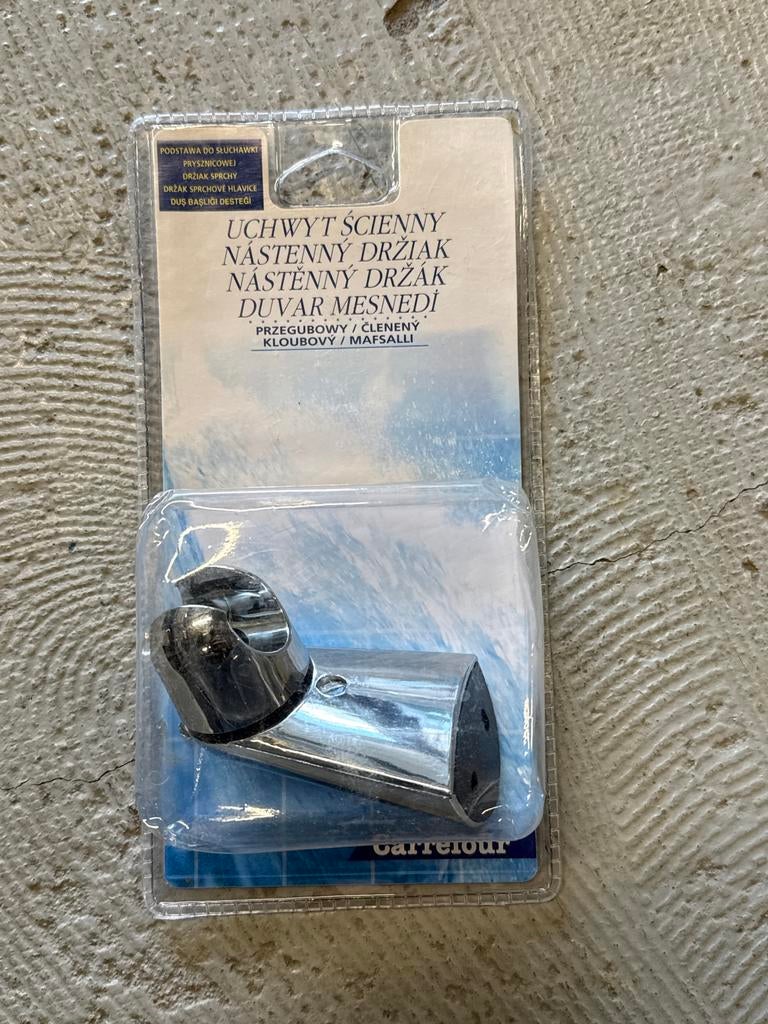 PODSTAWA DO SŁUCHAWKI
PRYSZNICOWEJ
DRŽIAK SPRCHY
DRŽÁK SPRCHOVÉ HLAVICE
DUŞ BAŞLIĞI DESTEĞİ
UCHWYT ŚCIENNY
NÁSTENNÝ DRŽIAK
NÁSTĚNNÝ DRŽÁK
DUVAR MESNEDİ
PRZEGUBOWY / ČLENENÝ
KLOUBOVÝ / MAFSALLI
Carrefour